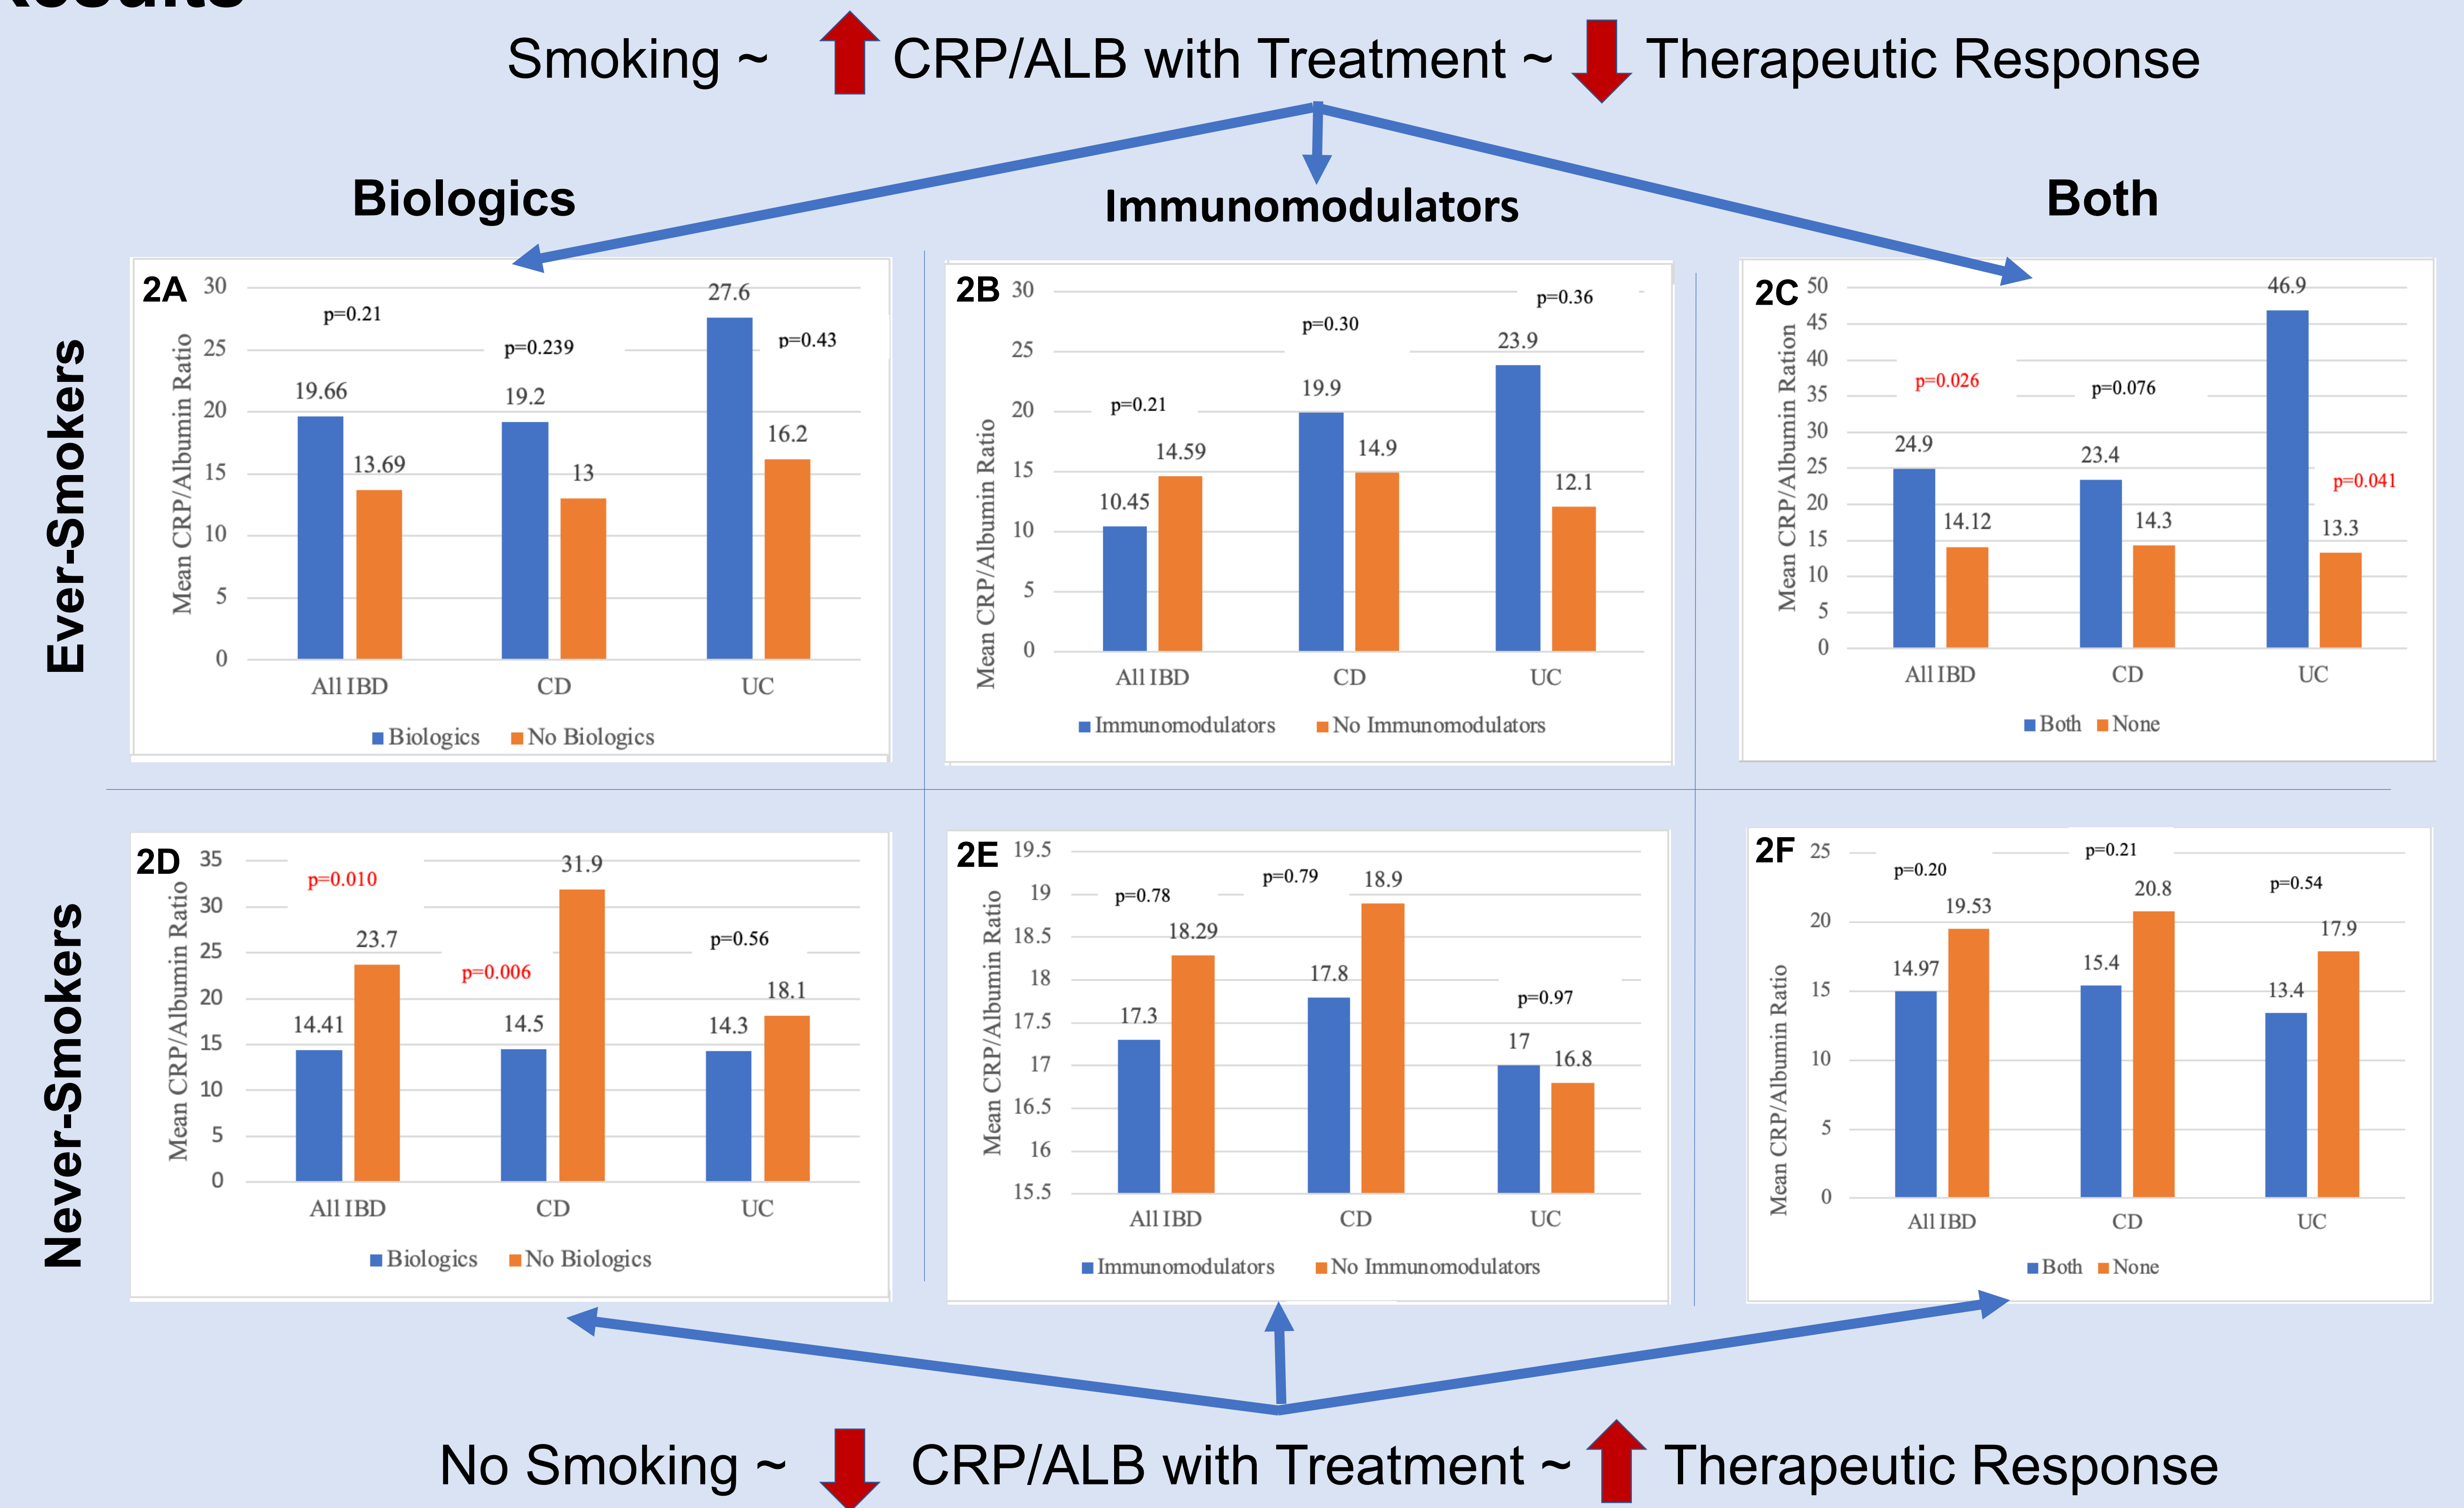 Results
Smoking ~ CRP/ALB with Treatment ~ Therapeutic Response
Biologics
Immunomodulators
Both
Ever-Smokers
2A
Mean CRP/Albumin Ratio
30
25
20
15
10
5
0
p=0.21
p=0.239
p=0.43
19.66
13.69
19.2
13
27.6
16.2
All IBD CD UC
Biologics No Biologics
2B
Mean CRP/Albumin Ratio
30
25
20
15
10
5
0
p=0.21
p=0.30
p=0.36
10.45
14.59
19.9
14.9
23.9
12.1
All IBD CD UC
Immunomodulators No Immunomodulators
2C
Mean CRP/Albumin Ration
50
45
40
35
30
25
20
15
10
5
0
p=0.026
p=0.076
p=0.041
24.9
14.12
23.4
14.3
46.9
13.3
All IBD CD UC
Both None
Never-Smokers
2D
Mean CRP/Albumin Ratio
35
30
25
20
15
10
5
0
p=0.010
p=0.006
p=0.56
14.41
23.7
14.5
31.9
14.3
18.1
All IBD CD UC
Biologics No Biologics
2E
Mean CRP/Albumin Ratio
19.5
19
18.5
18
17.5
17
16.5
16
15.5
p=0.78
p=0.79
p=0.97
17.3
18.29
17.8
18.9
17
16.8
All IBD CD UC
Immunomodulators No Immunomodulators
2F
Mean CRP/Albumin Ratio
25
20
15
10
5
0
p=0.20
p=0.21
p=0.54
14.97
19.53
15.4
20.8
13.4
17.9
All IBD CD UC
Both None
No Smoking ~ CRP/ALB with Treatment ~ Therapeutic Response